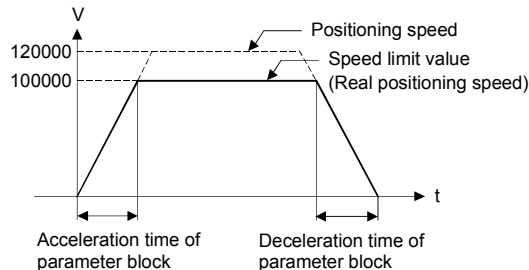 V
Positioning speed
120000
Speed limit value
100000
(Real positioning speed)
t
Acceleration time of
parameter block
Deceleration time of
parameter block